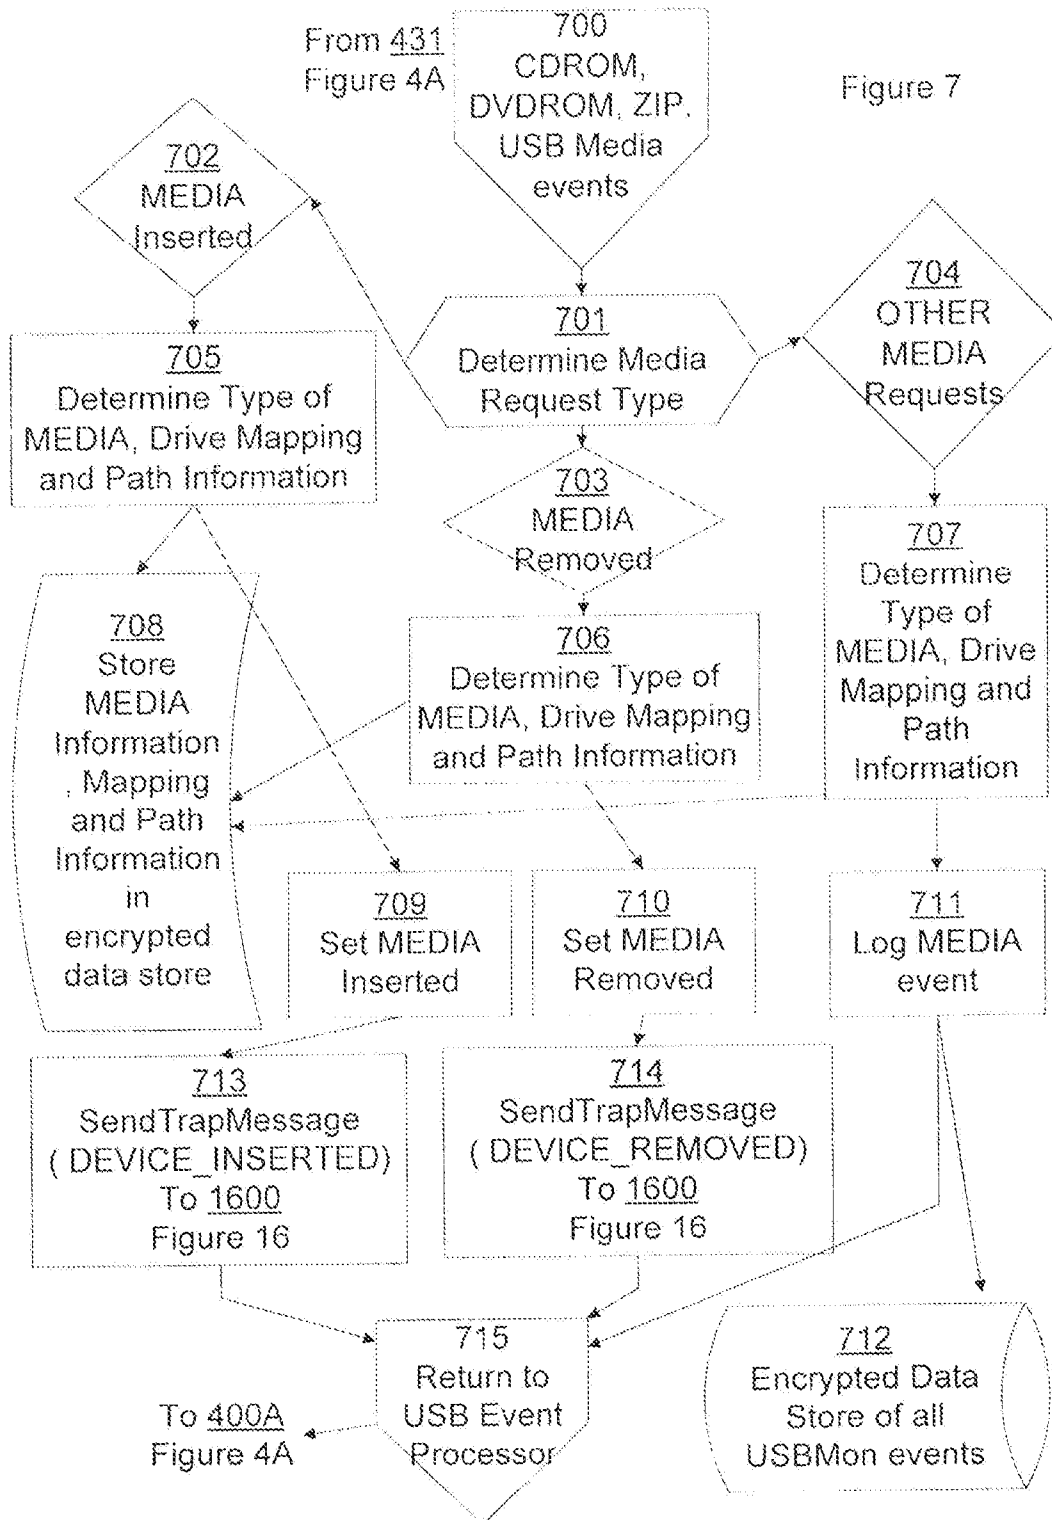 From 431
Figure 4A
700
CDROM,
DVDROM, ZIP,
USB Media
events
Figure 7
702
MEDIA
Inserted
701
Determine Media
Request Type
704
OTHER
MEDIA
Requests
705
Determine Type of
MEDIA, Drive Mapping
and Path Information
703
MEDIA
Removed
707
Determine
Type of
MEDIA, Drive
Mapping and
Path
Information
708
Store
MEDIA
Information
, Mapping
and Path
Information
in
encrypted
data store
706
Determine Type of
MEDIA, Drive Mapping
and Path Information
709
Set MEDIA
Inserted
710
Set MEDIA
Removed
711
Log MEDIA
event
713
SendTrapMessage
( DEVICE_INSERTED)
To 1600
Figure 16
714
SendTrapMessage
( DEVICE_REMOVED)
To 1600
Figure 16
715
Return to
USB Event
Processor
To 400A
Figure 4A
712
Encrypted Data
Store of all
USBMon events